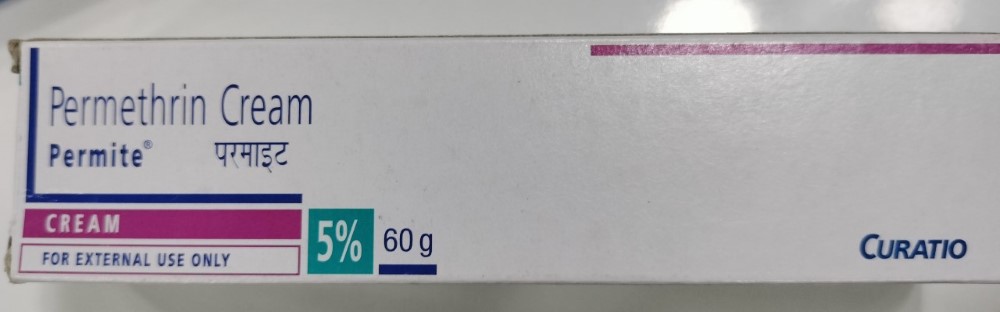 Permethrin Cream
Permite® परमाइट
CREAM
FOR EXTERNAL USE ONLY
5% 60 g
CURATIO